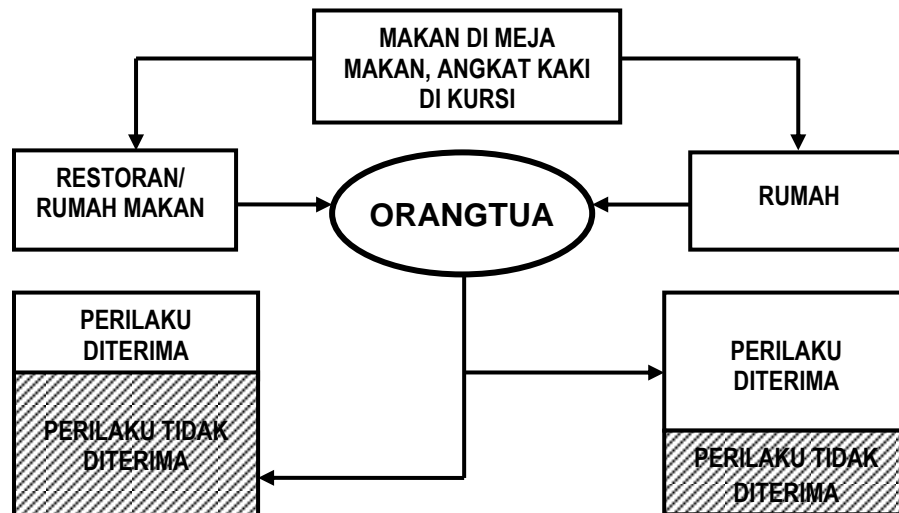 MAKAN DI MEJA
MAKAN, ANGKAT KAKI
DI KURSI
RESTORAN/
RUMAH MAKAN
ORANGTUA
RUMAH
PERILAKU
DITERIMA
PERILAKU TIDAK
DITERIMA
PERILAKU
DITERIMA
PERILAKU TIDAK
DITERIMA